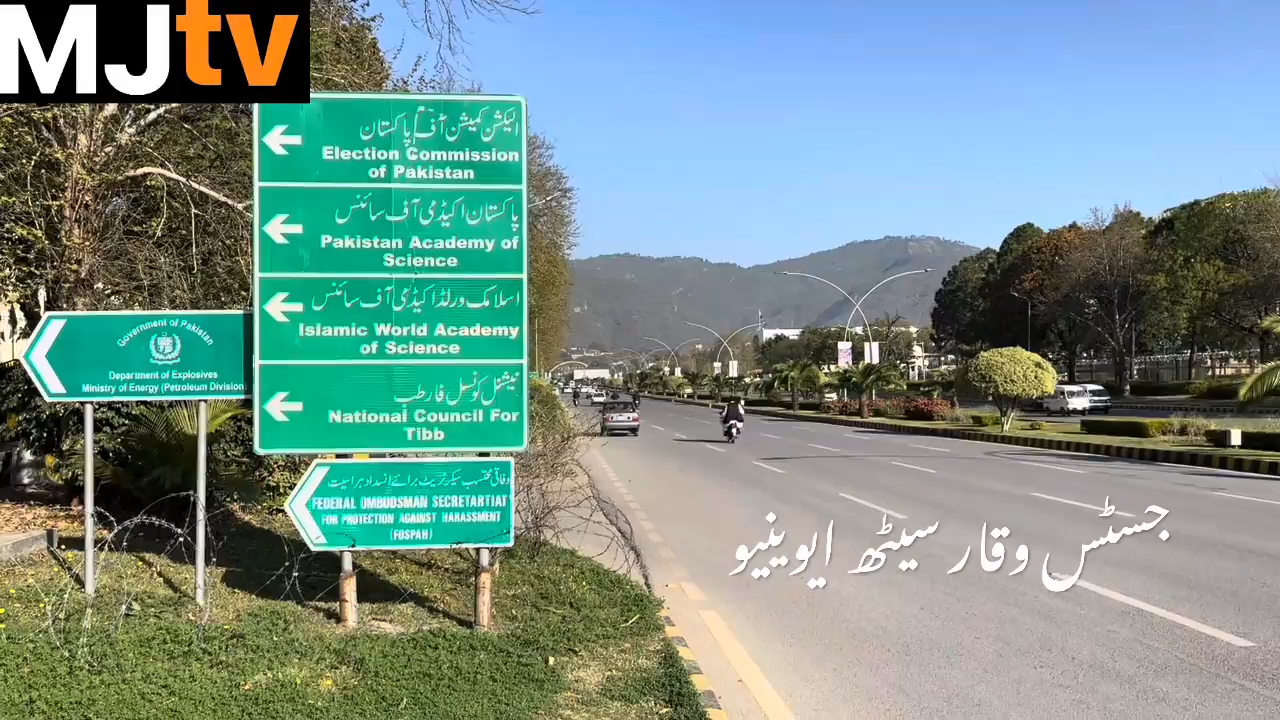 MJtv
الیکشن کمیشن آف پاکستان
Election Commission
of Pakistan
پاکستان اکیڈمی آف سائنس
Pakistan Academy of
Science
اسلامک ورلڈ اکیڈمی آف سائنس
Islamic World Academy
of Science
نیشنل کونسل فار طب
National Council For
Tibb
Government of Pakistan
Department of Explosives
Ministry of Energy (Petroleum Division)
وفاقی محتسب سیکرٹریٹ برائے انسداد ہراسیت
FEDERAL OMBUDSMAN SECRETARIAT
FOR PROTECTION AGAINST HARASSMENT
(FOSPAH)
جسٹس وقار سیٹھ ایوینیو